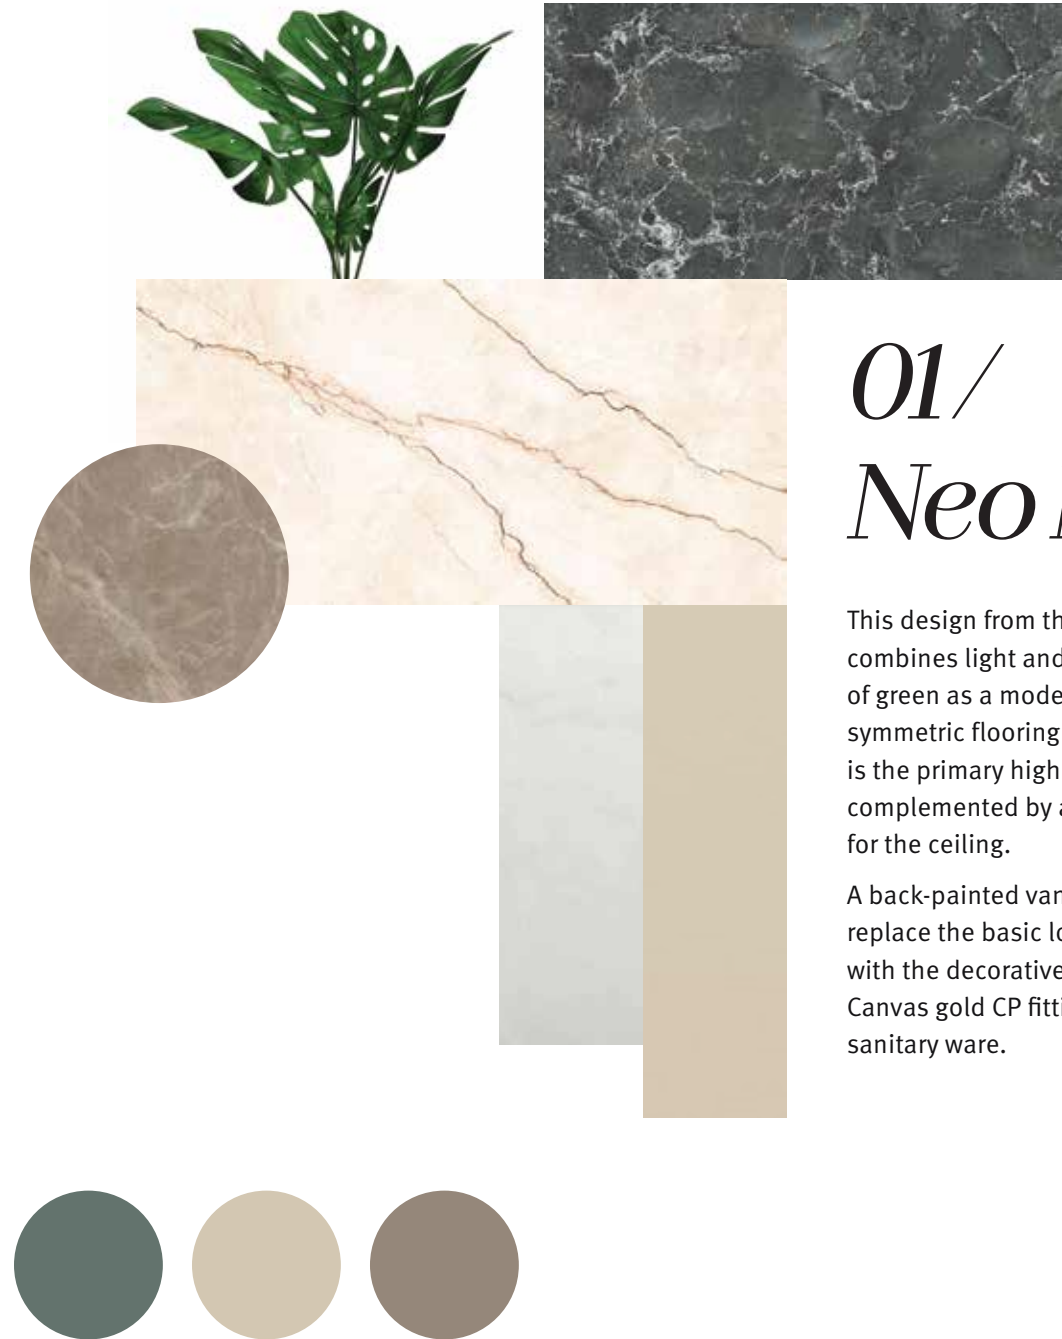 01/
Neo
This design from
combines light and
of green as a
symmetric flooring
is the primary
complemented by
for the ceiling.
A back-painted
replace the basic
with the decorative
Canvas gold CP
sanitary ware.